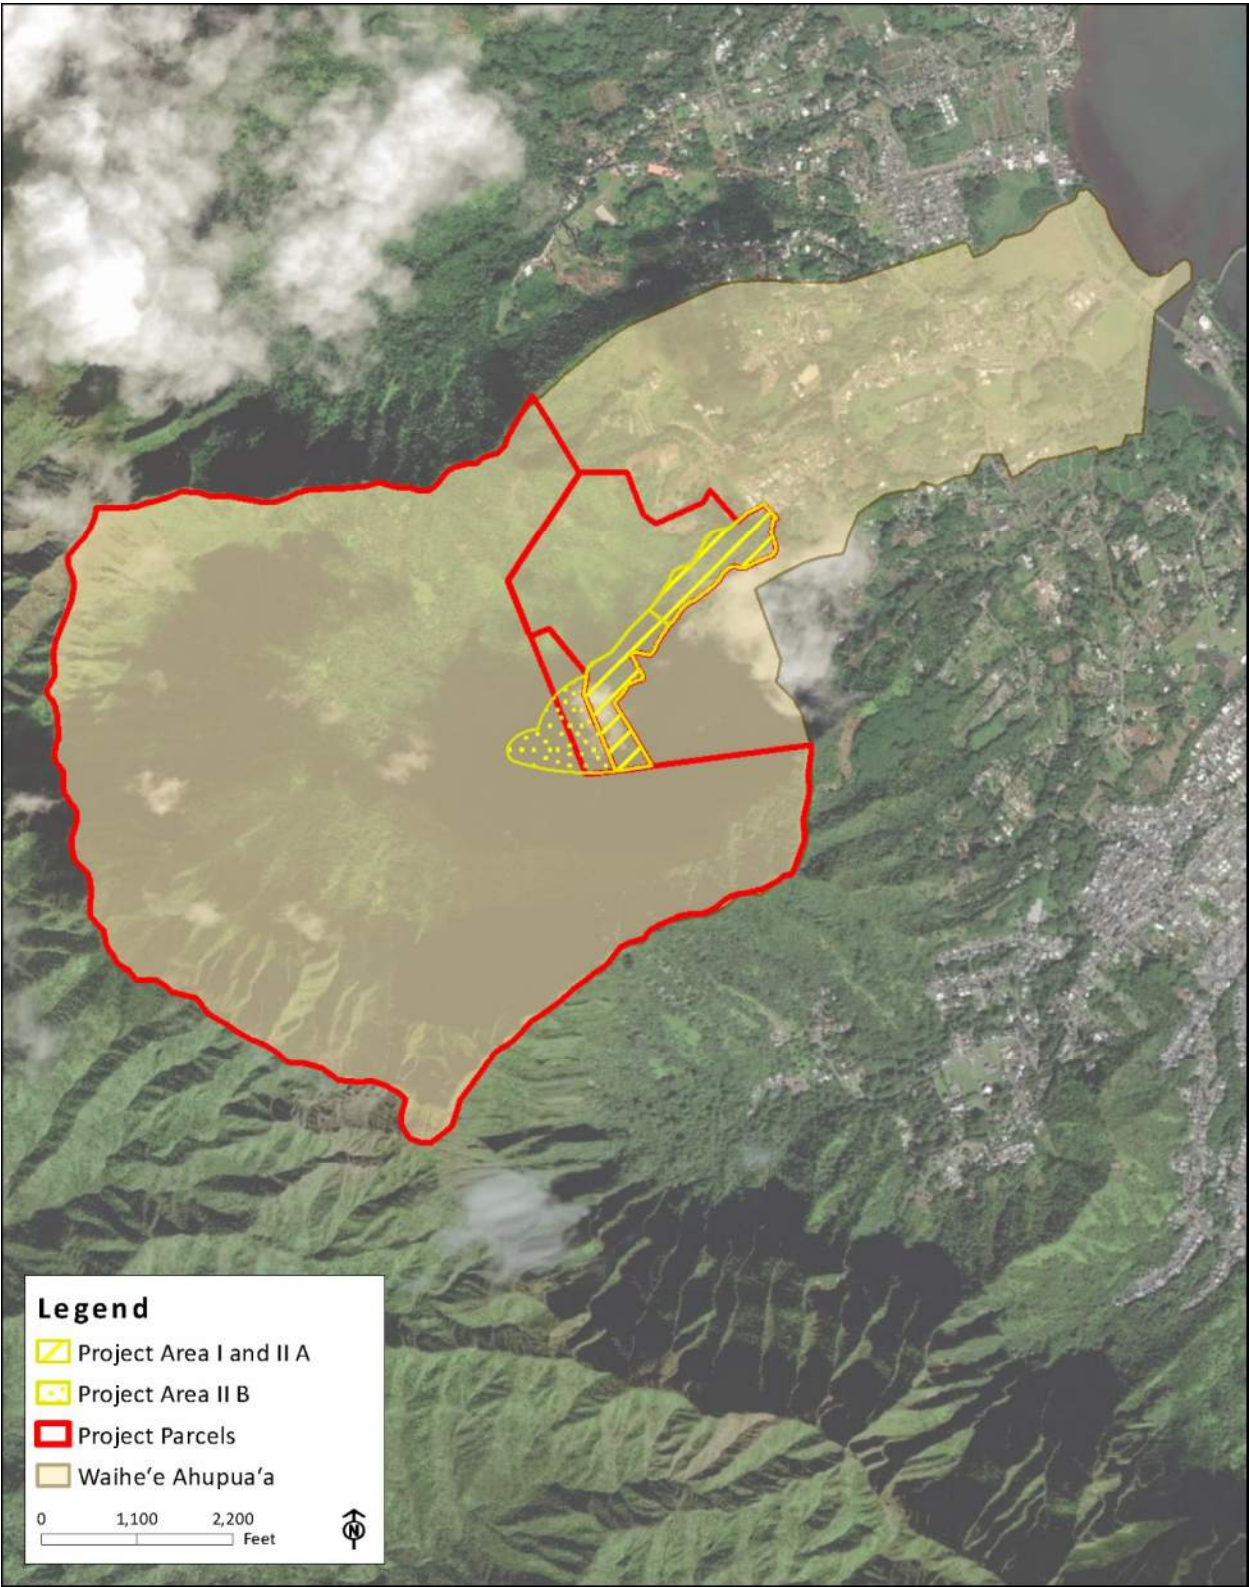 Legend
Project Area I and II A
Project Area II B
Project Parcels
Waihe’e Ahupua’a
0 1,100 2,200
Feet
N